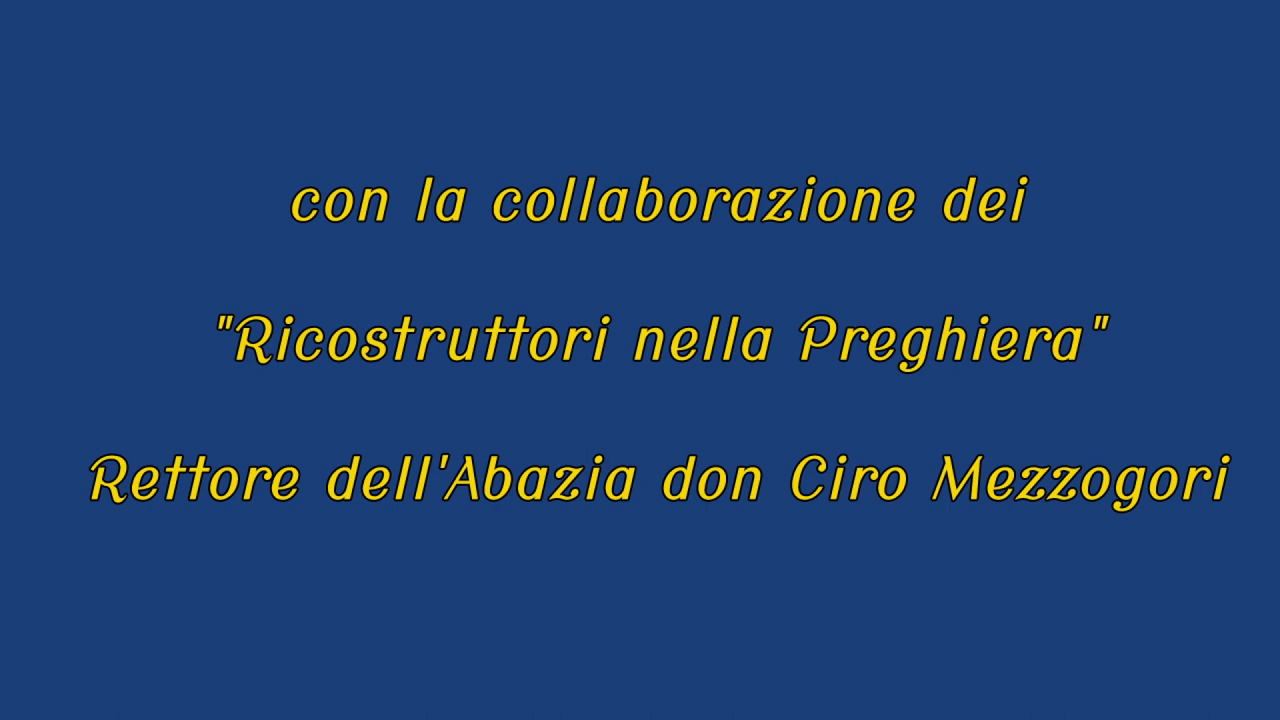 con la collaborazione dei
"Ricostruttori nella Preghiera"
Rettore dell'Abazia don Ciro Mezzogori